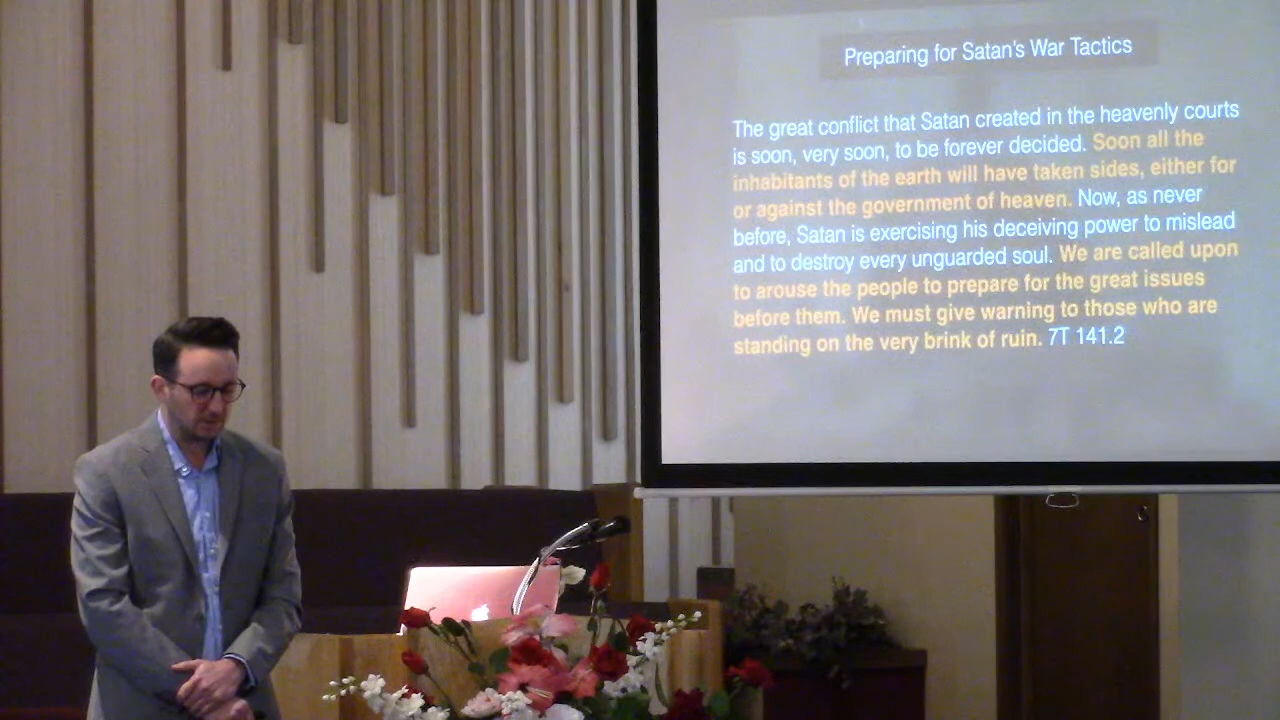 Preparing for Satan's War Tactics
The great conflict that Satan created in the heavenly courts
is soon, very soon, to be forever decided. Soon all the
inhabitants of the earth will have taken sides, either for
or against the government of heaven. Now, as never
before, Satan is exercising his deceiving power to mislead
and to destroy every unguarded soul. We are called upon
to arouse the people to prepare for the great issues
before them. We must give warning to those who are
standing on the very brink of ruin. 7T 141.2